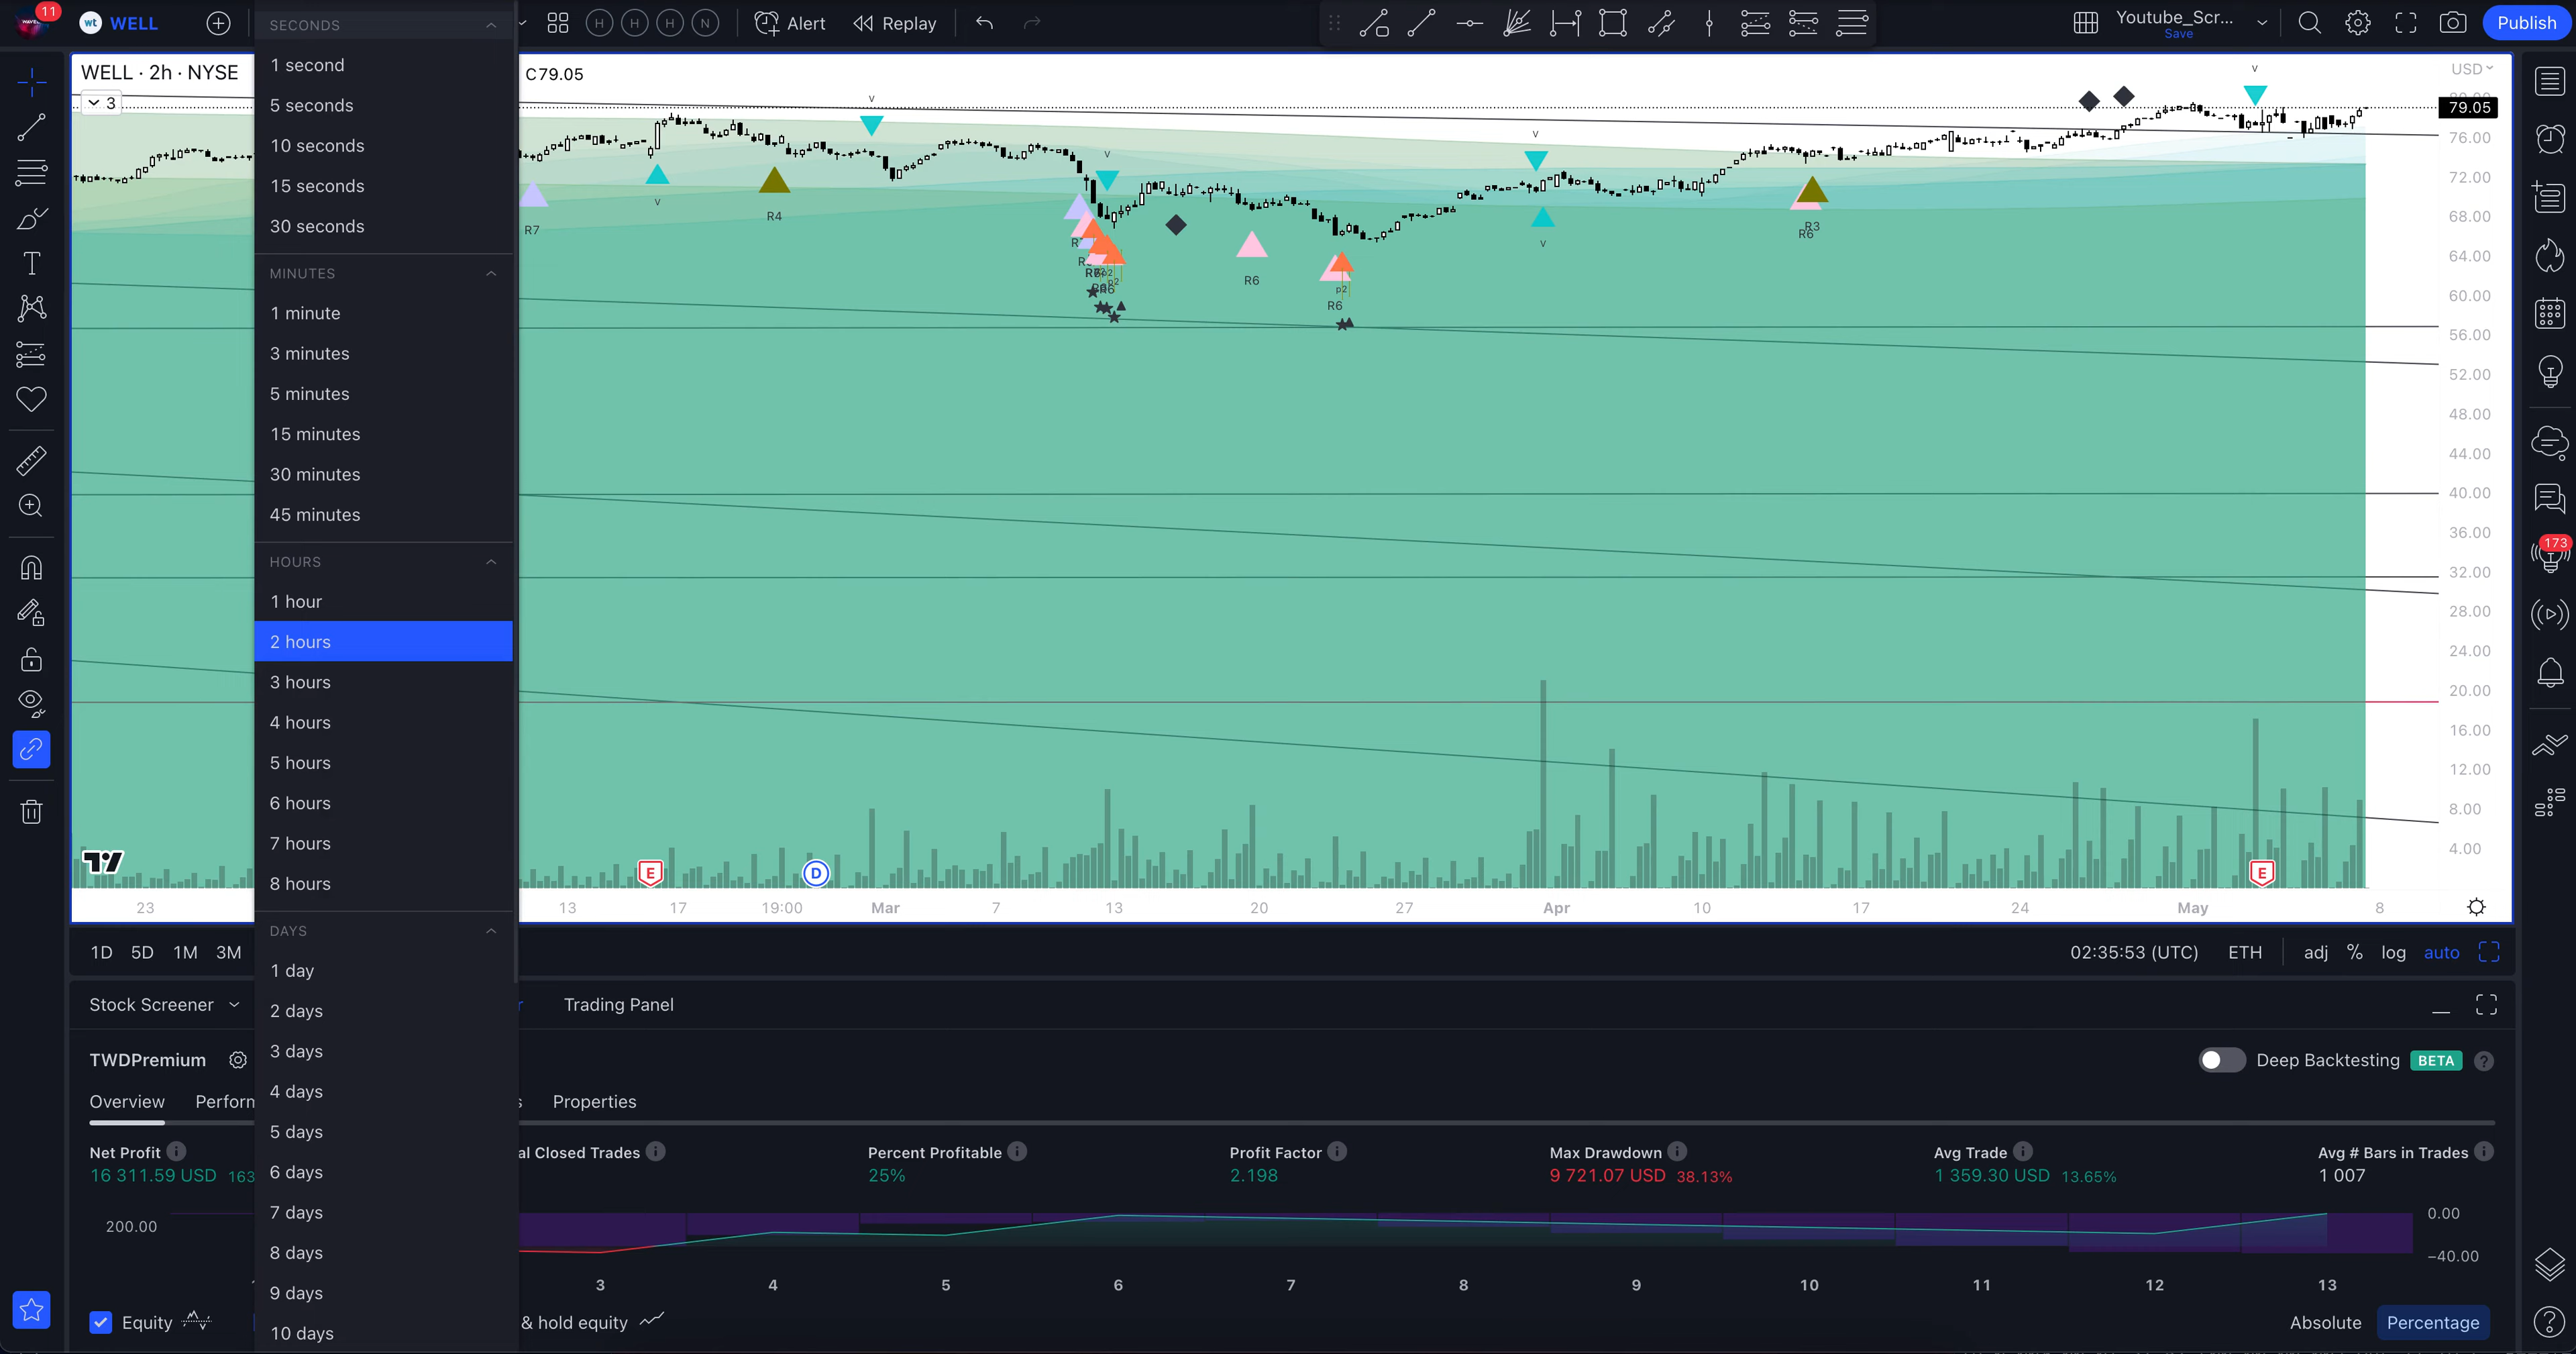 11
wt WELL
SECONDS
H H H N
Alert
Replay
Youtube_Scr...
Save
Publish
WELL · 2h · NYSE
C79.05
3
1 second
5 seconds
10 seconds
15 seconds
30 seconds
MINUTES
1 minute
3 minutes
5 minutes
15 minutes
30 minutes
45 minutes
HOURS
1 hour
2 hours
3 hours
4 hours
5 hours
6 hours
7 hours
8 hours
DAYS
1 day
2 days
3 days
4 days
5 days
6 days
7 days
8 days
9 days
10 days
R7
v
R4
v
v
R6
p2
R6
v
v
R3
R6
v
USD
79.05
76.00
72.00
68.00
64.00
60.00
56.00
52.00
48.00
44.00
40.00
36.00
32.00
28.00
24.00
20.00
16.00
12.00
8.00
4.00
173
E
D
E
23
13
17
19:00
Mar
7
13
20
27
Apr
10
17
24
May
8
1D 5D 1M 3M
02:35:53 (UTC)
ETH
adj % log auto
Stock Screener
Trading Panel
TWDPremium
Deep Backtesting BETA
Overview
Perforn
s
Properties
Net Profit
16 311.59 USD 163
al Closed Trades
Percent Profitable
25%
Profit Factor
2.198
Max Drawdown
9 721.07 USD 38.13%
Avg Trade
1 359.30 USD 13.65%
Avg # Bars in Trades
1 007
200.00
0.00
−40.00
3 4 5 6 7 8 9 10 11 12 13
Equity
& hold equity
Absolute
Percentage